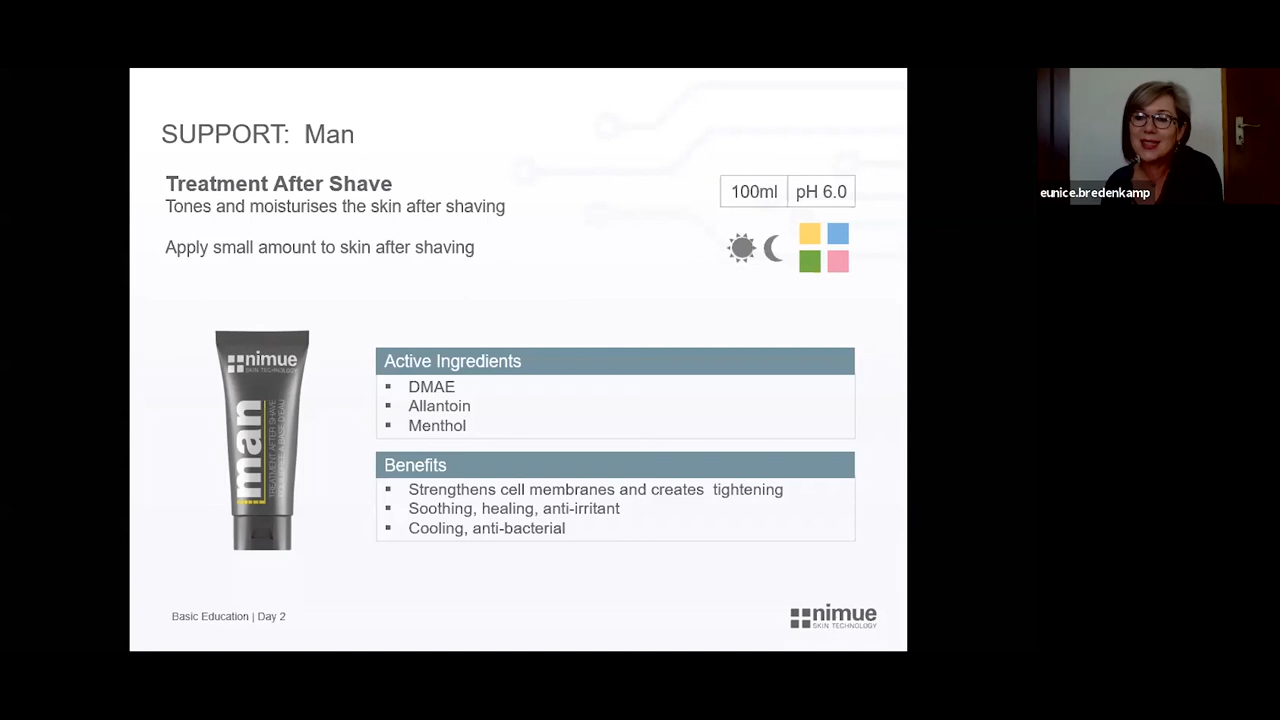 SUPPORT: Man
Treatment After Shave
Tones and moisturises the skin after shaving
Apply small amount to skin after shaving
100ml
pH 6.0
eunice.bredenkamp
nimue
SKIN TECHNOLOGY
man
TREATMENT AFTER SHAVE
Active Ingredients
DMAE
Allantoin
Menthol
Benefits
Strengthens cell membranes and creates tightening
Soothing, healing, anti-irritant
Cooling, anti-bacterial
Basic Education | Day 2
nimue
SKIN TECHNOLOGY